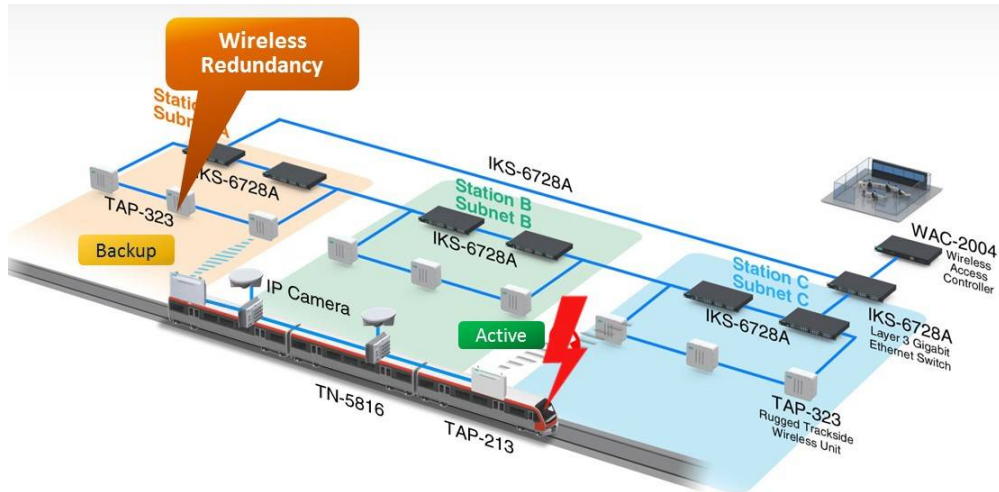 Wireless
Redundancy
Station
Subnet A
IKS-6728A
TAP-323
Backup
IKS-6728A
Station B
Subnet B
IKS-6728A
IP Camera
Active
TN-5816
TAP-213
Station C
Subnet C
IKS-6728A
WAC-2004
Wireless
Access
Controller
IKS-6728A
Layer 3 Gigabit
Ethernet Switch
TAP-323
Rugged Trackside
Wireless Unit